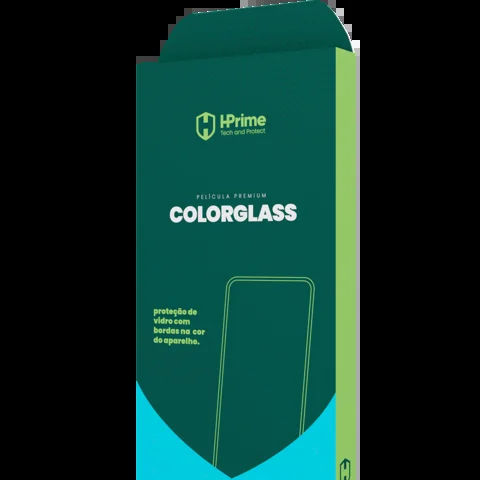 HPrime
Tech and Protect
PELÍCULA PREMIUM
COLORGLASS
proteção de
vidro com
bordas na cor
do aparelho.